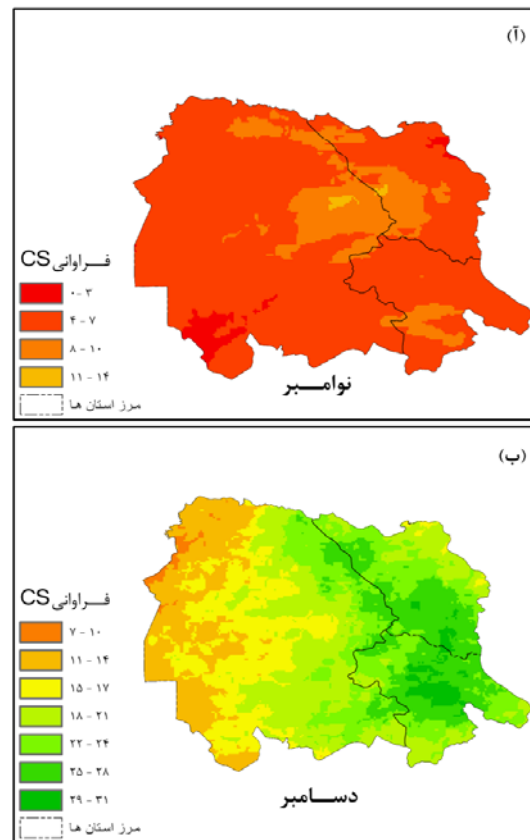 (آ)
فراوانی CS
۰ - ۳
۴ - ۷
۸ - ۱۰
۱۱ - ۱۴
مرز استان ها
نوامبر
(ب)
فراوانی CS
۷ - ۱۰
۱۱ - ۱۴
۱۵ - ۱۷
۱۸ - ۲۱
۲۲ - ۲۴
۲۵ - ۲۸
۲۹ - ۳۱
مرز استان ها
دسامبر